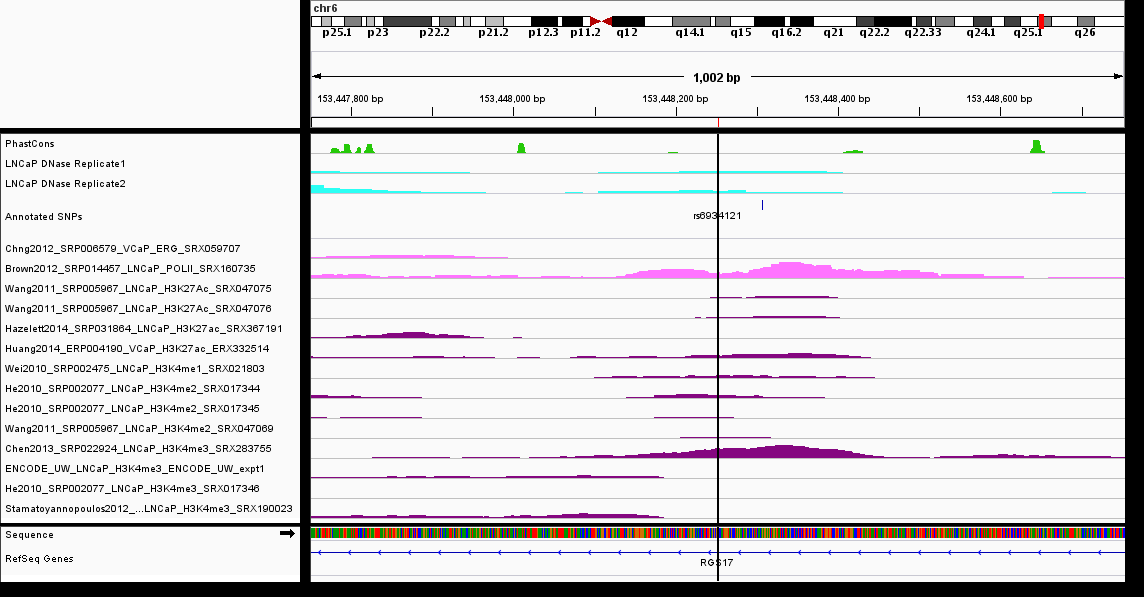 chr6
p25.1 p23 p22.2 p21.2 p12.3 p11.2 q12 q14.1 q15 q16.2 q21 q22.2 q22.33 q24.1 q25.1 q26
1,002 bp
153,447,800 bp 153,448,000 bp 153,448,200 bp 153,448,400 bp 153,448,600 bp
PhastCons
LNCaP DNase Replicate1
LNCaP DNase Replicate2
Annotated SNPs
rs6934121
Chng2012_SRP006579_VCaP_ERG_SRX059707
Brown2012_SRP014457_LNCaP_POLII_SRX160735
Wang2011_SRP005967_LNCaP_H3K27Ac_SRX047075
Wang2011_SRP005967_LNCaP_H3K27Ac_SRX047076
Hazelett2014_SRP031864_LNCaP_H3K27ac_SRX367191
Huang2014_ERP004190_VCaP_H3K27ac_ERX332514
Wei2010_SRP002475_LNCaP_H3K4me1_SRX021803
He2010_SRP002077_LNCaP_H3K4me2_SRX017344
He2010_SRP002077_LNCaP_H3K4me2_SRX017345
Wang2011_SRP005967_LNCaP_H3K4me2_SRX047069
Chen2013_SRP022924_LNCaP_H3K4me3_SRX283755
ENCODE_UW_LNCaP_H3K4me3_ENCODE_UW_expt1
He2010_SRP002077_LNCaP_H3K4me3_SRX017346
Stamatoyannopoulos2012_...LNCaP_H3K4me3_SRX190023
Sequence
RefSeq Genes
RGS17